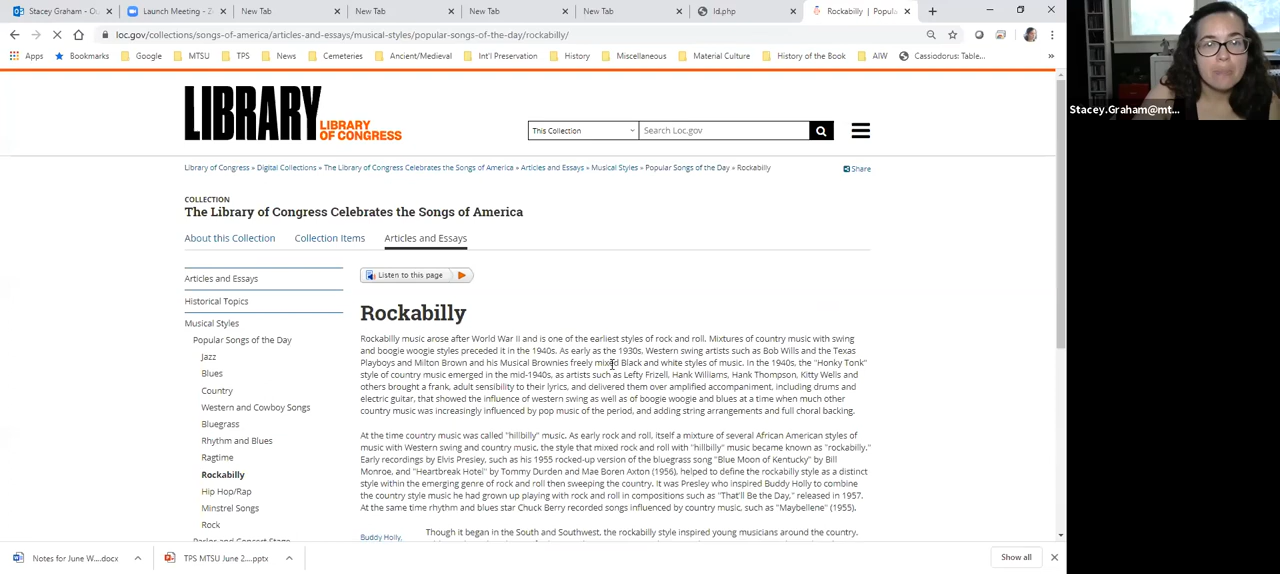 Stacey Graham - Ou
Launch Meeting - Z
New Tab
New Tab
New Tab
New Tab
ld.php
Rockabilly | Popula
loc.gov/collections/songs-of-america/articles-and-essays/musical-styles/popular-songs-of-the-day/rockabilly/
Apps
Bookmarks
Google
MTSU
TPS
News
Cemeteries
Ancient/Medieval
Int'l Preservation
History
Miscellaneous
Material Culture
History of the Book
AIW
Cassiodorus: Table...
»
Stacey.Graham@mt...
LIBRARY
LIBRARY
OF CONGRESS
This Collection
Search Loc.gov
Library of Congress » Digital Collections » The Library of Congress Celebrates the Songs of America » Articles and Essays » Musical Styles » Popular Songs of the Day » Rockabilly
Share
COLLECTION
The Library of Congress Celebrates the Songs of America
About this Collection
Collection Items
Articles and Essays
Articles and Essays
Historical Topics
Musical Styles
Popular Songs of the Day
Jazz
Blues
Country
Western and Cowboy Songs
Bluegrass
Rhythm and Blues
Ragtime
Rockabilly
Hip Hop/Rap
Minstrel Songs
Rock
Parlor and Concert Stage
Listen to this page
Rockabilly
Rockabilly music arose after World War II and is one of the earliest styles of rock and roll. Mixtures of country music with swing
and boogie woogie styles preceded it in the 1940s. As early as the 1930s, Western swing artists such as Bob Wills and the Texas
Playboys and Milton Brown and his Musical Brownies freely mixed Black and white styles of music. In the 1940s, the "Honky Tonk"
style of country music emerged in the mid-1940s, as artists such as Lefty Frizell, Hank Williams, Hank Thompson, Kitty Wells and
others brought a frank, adult sensibility to their lyrics, and delivered them over amplified accompaniment, including drums and
electric guitar, that showed the influence of western swing as well as of boogie woogie and blues at a time when much other
country music was increasingly influenced by pop music of the period, and adding string arrangements and full choral backing.
At the time country music was called "hillbilly" music. As early rock and roll, itself a mixture of several African American styles of
music with Western swing and country music, the style that mixed rock and roll with "hillbilly" music became known as "rockabilly."
Early recordings by Elvis Presley, such as his 1955 rocked-up version of the bluegrass song "Blue Moon of Kentucky" by Bill
Monroe, and "Heartbreak Hotel" by Tommy Durden and Mae Boren Axton (1956), helped to define the rockabilly style as a distinct
style within the emerging genre of rock and roll then sweeping the country. It was Presley who inspired Buddy Holly to combine
the country style music he had grown up playing with rock and roll in compositions such as "That'll Be the Day," released in 1957.
At the same time rhythm and blues star Chuck Berry recorded songs influenced by country music, such as "Maybellene" (1955).
Buddy Holly,
Though it began in the South and Southwest, the rockabilly style inspired young musicians around the country.
Notes for June W....docx
TPS MTSU June 2....pptx
Show all